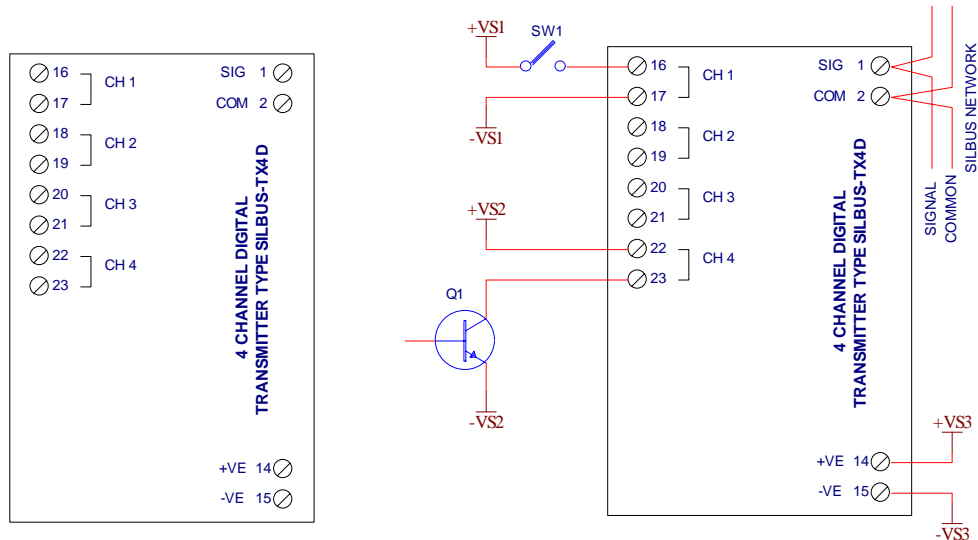 16
17
CH 1
18
19
CH 2
20
21
CH 3
22
23
CH 4
SIG 1
COM 2
4 CHANNEL DIGITAL
TRANSMITTER TYPE SILBUS-TX4D
+VE 14
-VE 15
+VS1
SW1
-VS1
+VS2
Q1
-VS2
16
17
CH 1
18
19
CH 2
20
21
CH 3
22
23
CH 4
SIG 1
COM 2
4 CHANNEL DIGITAL
TRANSMITTER TYPE SILBUS-TX4D
+VE 14
-VE 15
SIGNAL
COMMON
SILBUS NETWORK
+VS3
-VS3